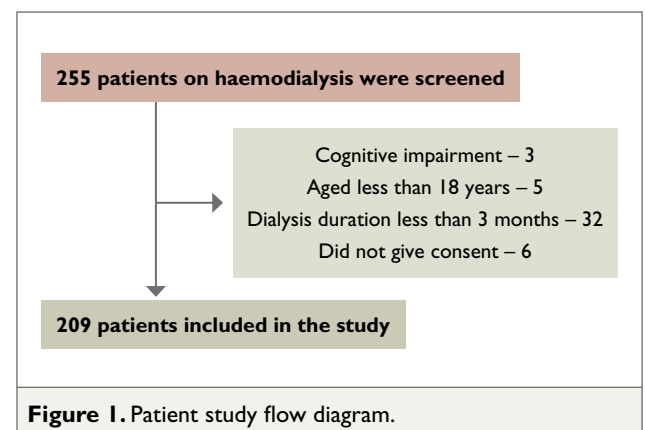 255 patients on haemodialysis were screened
Cognitive impairment – 3
Aged less than 18 years – 5
Dialysis duration less than 3 months – 32
Did not give consent – 6
209 patients included in the study
Figure 1. Patient study flow diagram.